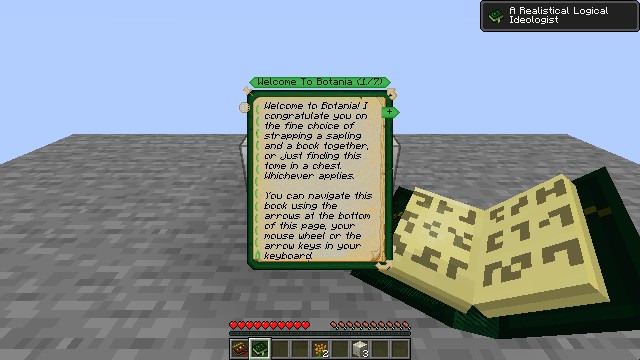 A Realistical Logical
Ideologist
Welcome To Botania (1/7)
Welcome to Botania! I
congratulate you on
the fine choice of
strapping a sapling
and a book together,
or just finding this
tome in a chest.
Whichever applies.
You can navigate this
book using the
arrows at the bottom
of this page, your
mouse wheel or the
arrow keys in your
keyboard.
2
3